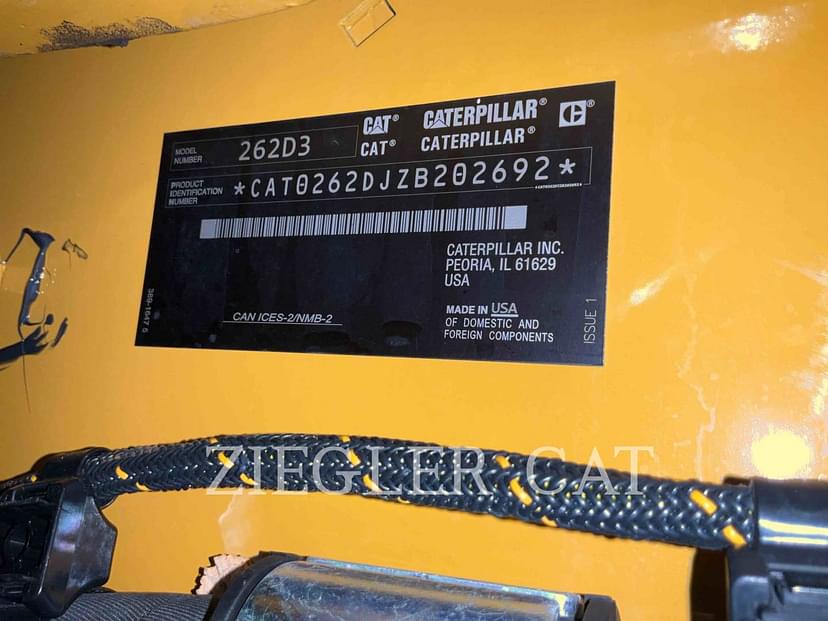 MODEL NUMBER 262D3
CAT® CATERPILLAR® ®
CAT® CATERPILLAR®
PRODUCT IDENTIFICATION NUMBER *CAT0262DJZB202692*
CATERPILLAR INC.
PEORIA, IL 61629
USA
MADE IN USA
OF DOMESTIC AND
FOREIGN COMPONENTS
CAN ICES-2/NMB-2
ISSUE 1
ZIEGLER CAT